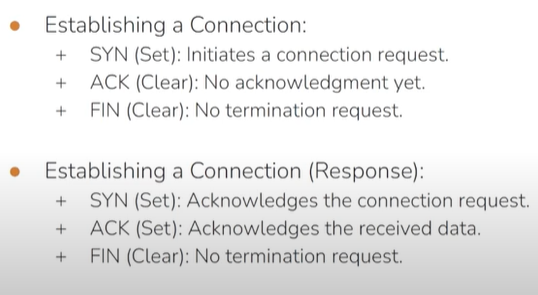 ● Establishing a Connection:
+ SYN (Set): Initiates a connection request.
+ ACK (Clear): No acknowledgment yet.
+ FIN (Clear): No termination request.
● Establishing a Connection (Response):
+ SYN (Set): Acknowledges the connection request.
+ ACK (Set): Acknowledges the received data.
+ FIN (Clear): No termination request.